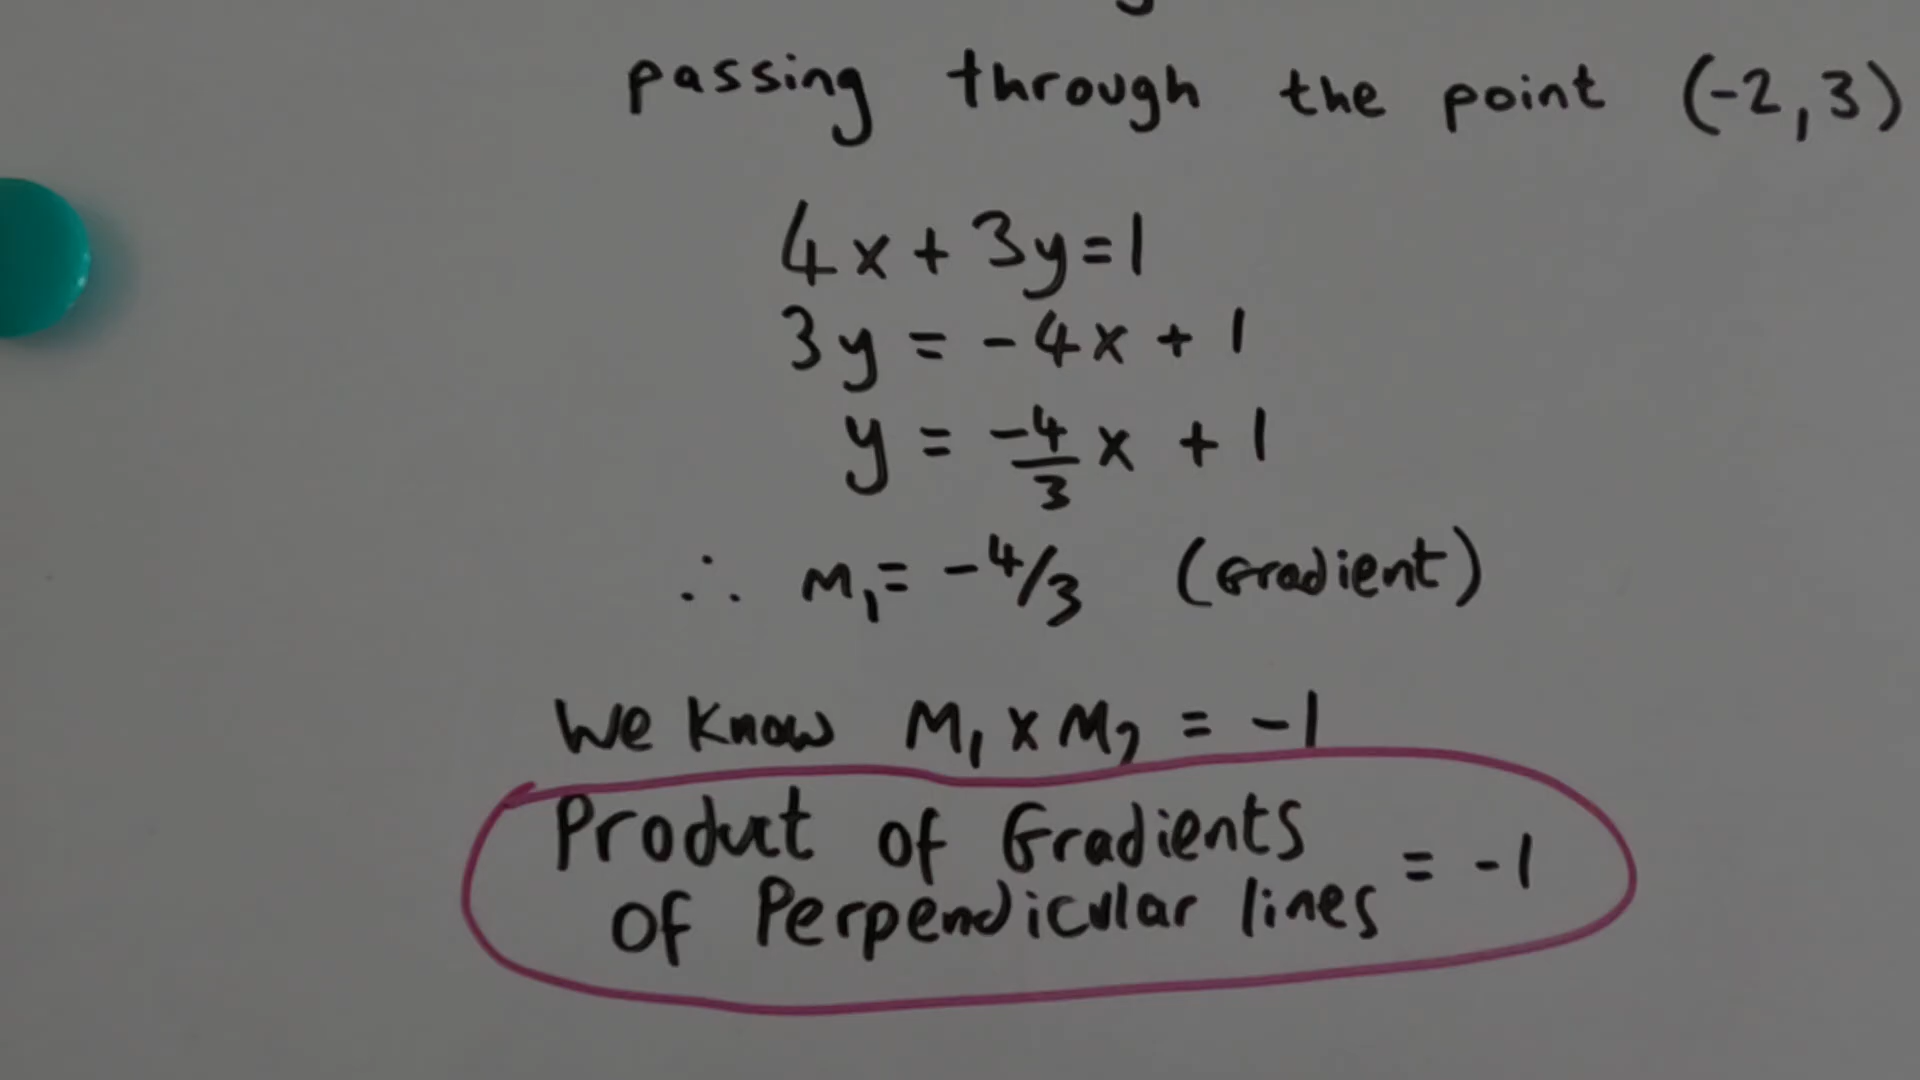 passing through the point (-2,3)
4x + 3y = 1
3y = -4x + 1
y = -4/3 x + 1
∴ m₁ = -4/3 (Gradient)
We know M₁ x M₂ = -1
Product of Gradients
of Perpendicular lines = -1